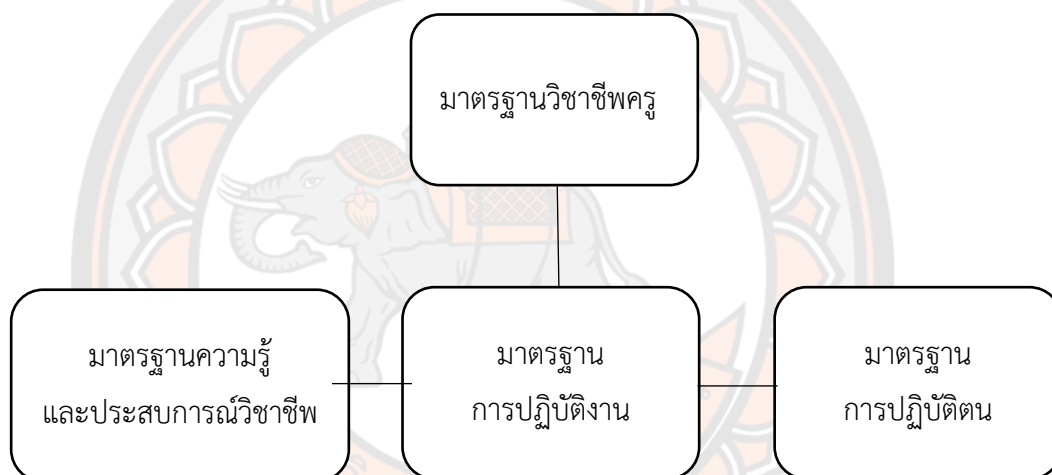 มาตรฐานวิชาชีพครู
มาตรฐานความรู้
และประสบการณ์วิชาชีพ
มาตรฐาน
การปฏิบัติงาน
มาตรฐาน
การปฏิบัติตน